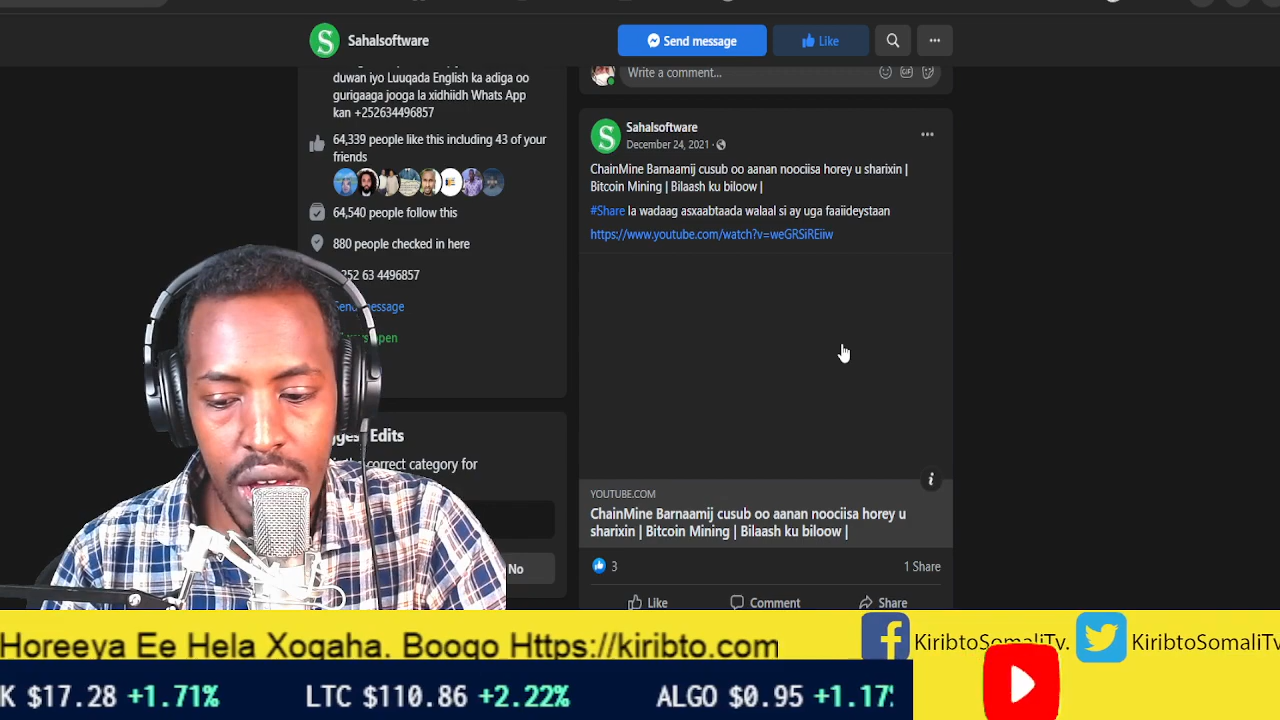 Sahalsoftware
Send message
Like
duwan iyo Luuqada English ka adiga oo
gurigaaga jooga la xidhiidh Whats App
kan +252634496857
64,339 people like this including 43 of your
friends
64,540 people follow this
880 people checked in here
252 63 4496857
message
pen
Edits
correct category for
No
Write a comment...
GIF
Sahalsoftware
December 24, 2021
ChainMine Barnaamij cusub oo aanan noociisa horey u sharixin |
Bitcoin Mining | Bilaash ku biloow |
#Share la wadaag asxaabtaada walaal si ay uga faaiideystaan
https://www.youtube.com/watch?v=weGRSiREiiw
YOUTUBE.COM
ChainMine Barnaamij cusub oo aanan noociisa horey u
sharixin | Bitcoin Mining | Bilaash ku biloow |
3
1 Share
Like
Comment
Share
Horeeya Ee Hela Xogaha. Booqo Https://kiribto.com
KiribtoSomaliTv.
KiribtoSomaliTv
K $17.28 +1.71%
LTC $110.86 +2.22%
ALGO $0.95 +1.17